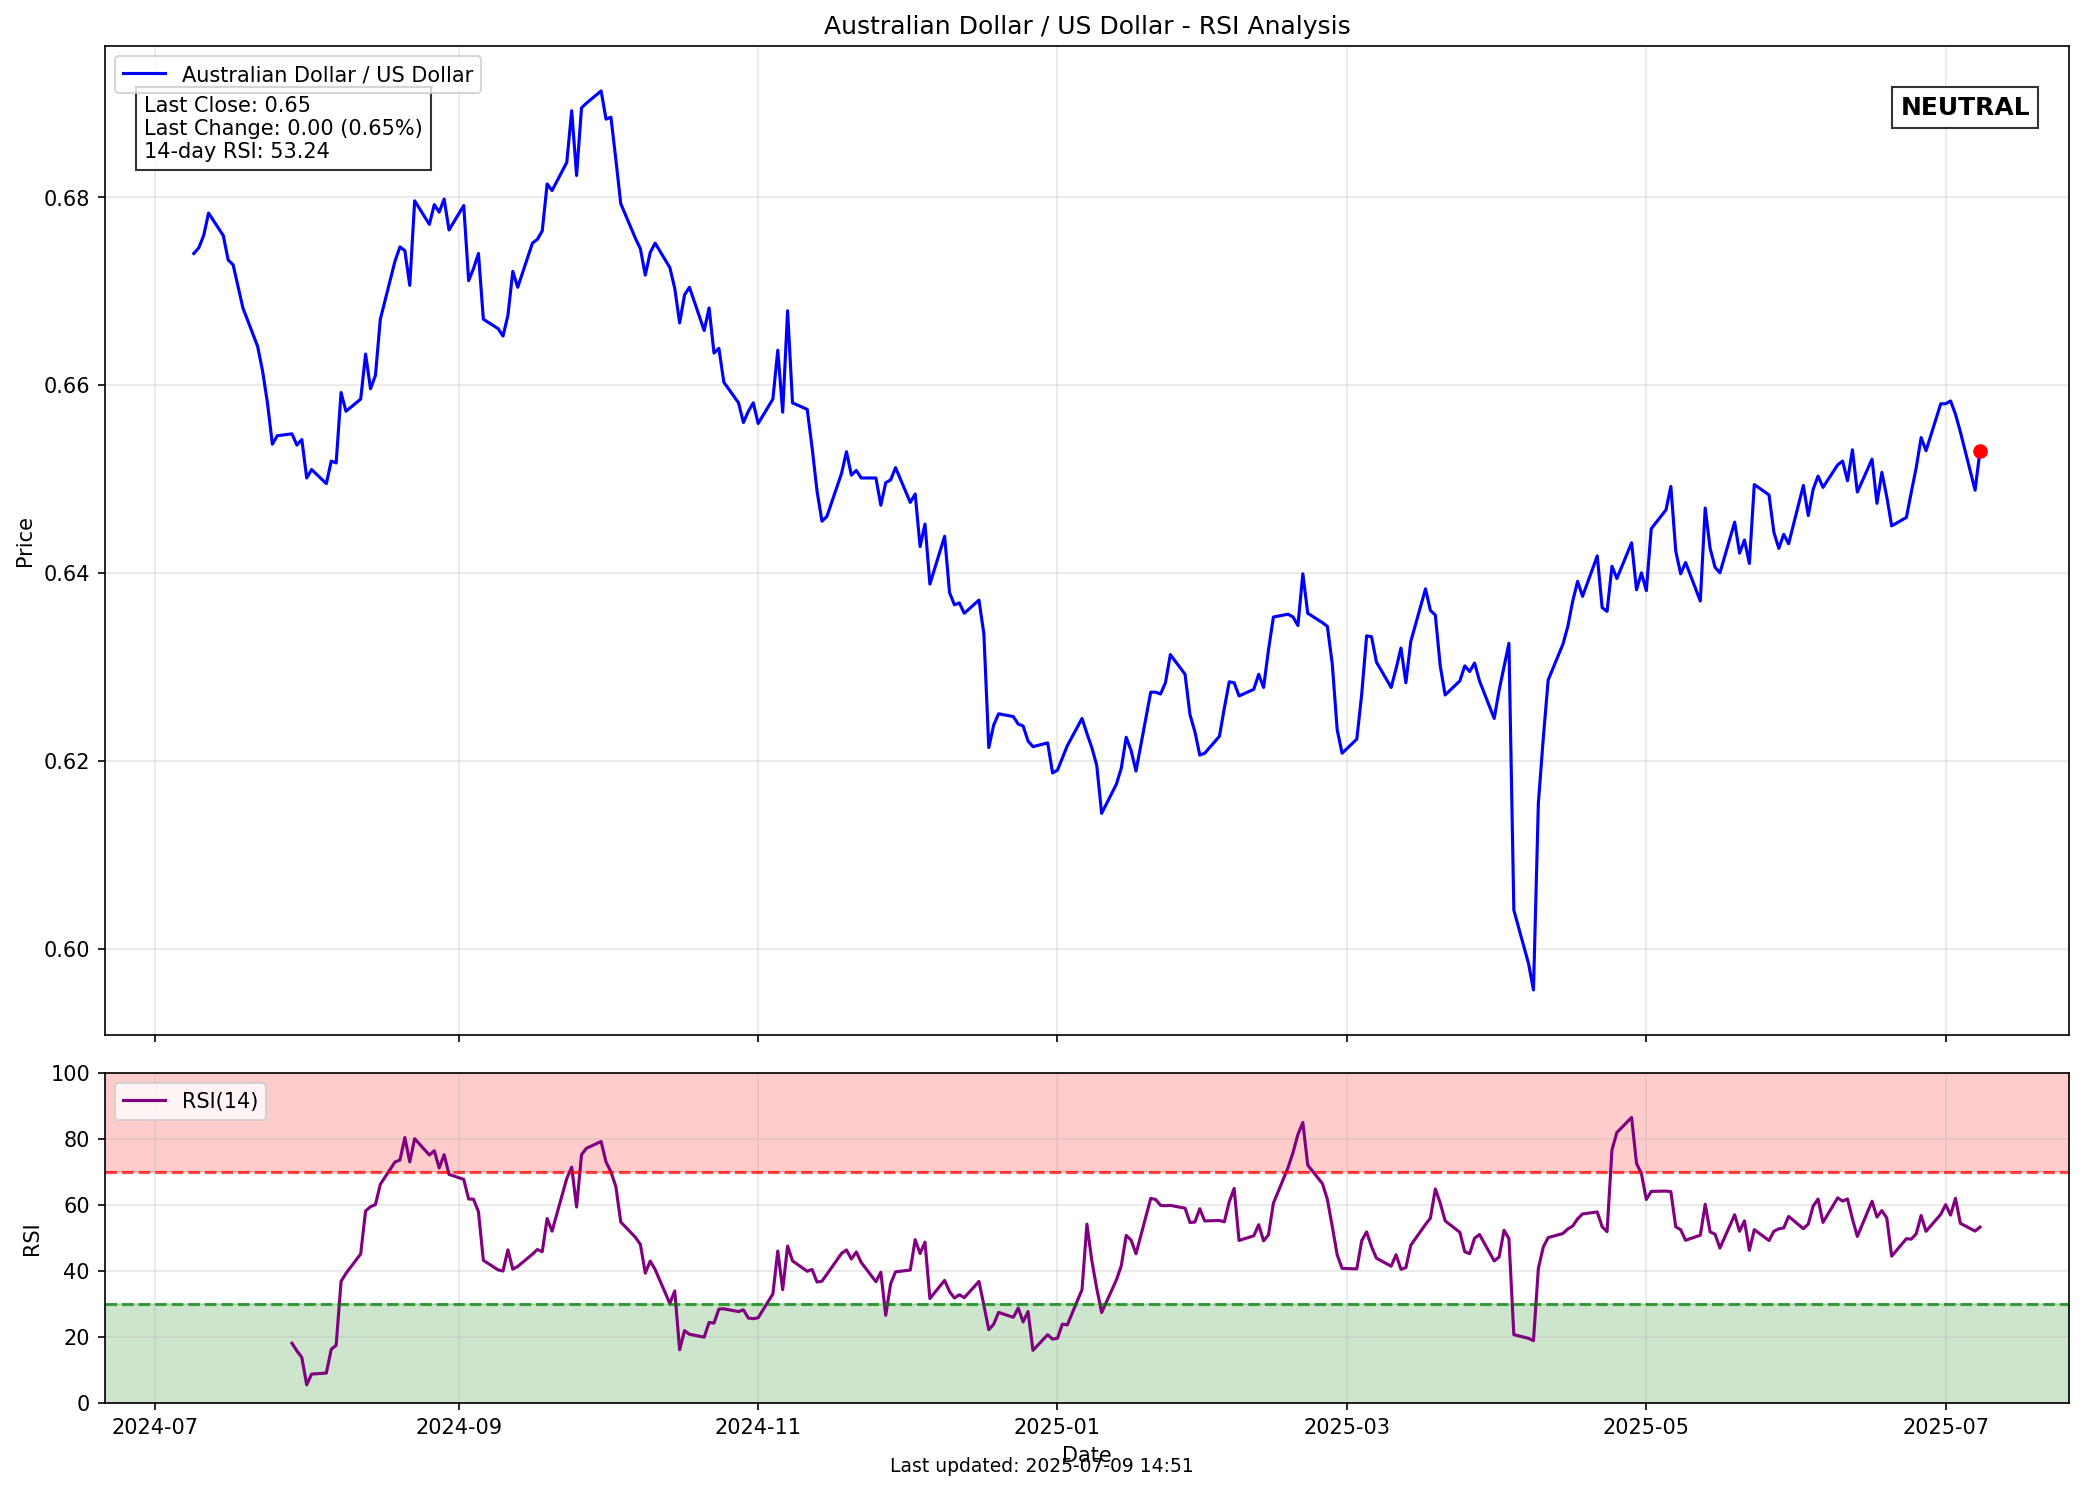 Australian Dollar / US Dollar - RSI Analysis
Australian Dollar / US Dollar
Last Close: 0.65
Last Change: 0.00 (0.65%)
14-day RSI: 53.24
NEUTRAL
Price
0.68
0.66
0.64
0.62
0.60
RSI(14)
RSI
100
80
60
40
20
0
2024-07
2024-09
2024-11
2025-01
2025-03
2025-05
2025-07
Date
Last updated: 2025-07-09 14:51